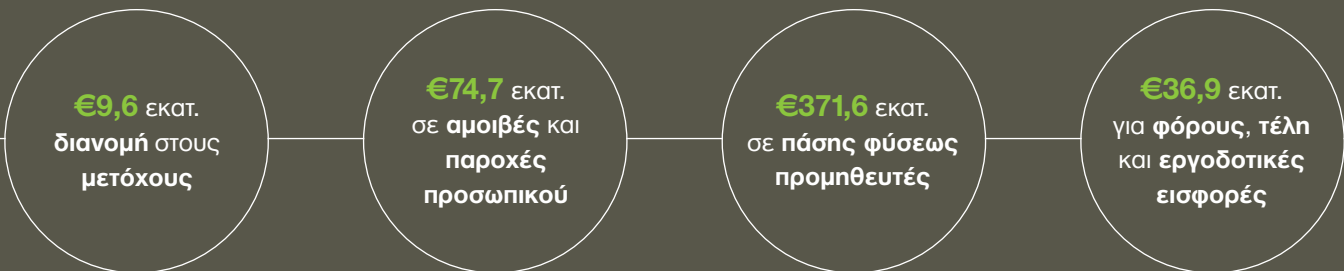 €9,6 εκατ.
διανομή στους
μετόχους
€74,7 εκατ.
σε αμοιβές και
παροχές
προσωπικού
€371,6 εκατ.
σε πάσης φύσεως
προμηθευτές
€36,9 εκατ.
για φόρους, τέλη
και εργοδοτικές
εισφορές